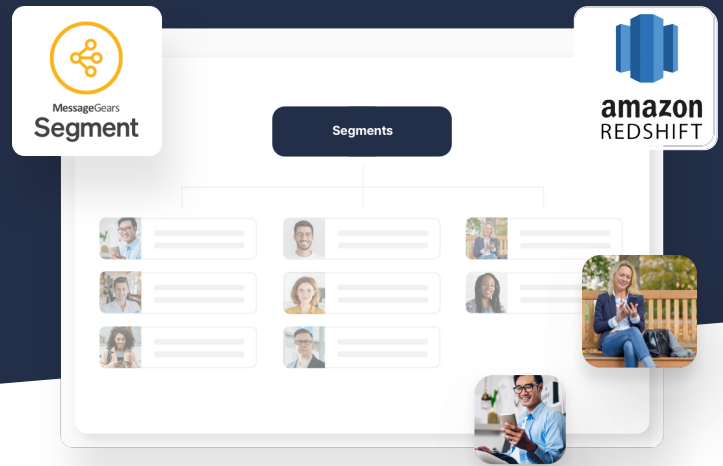 MessageGears
Segment
amazon
REDSHIFT
Segments